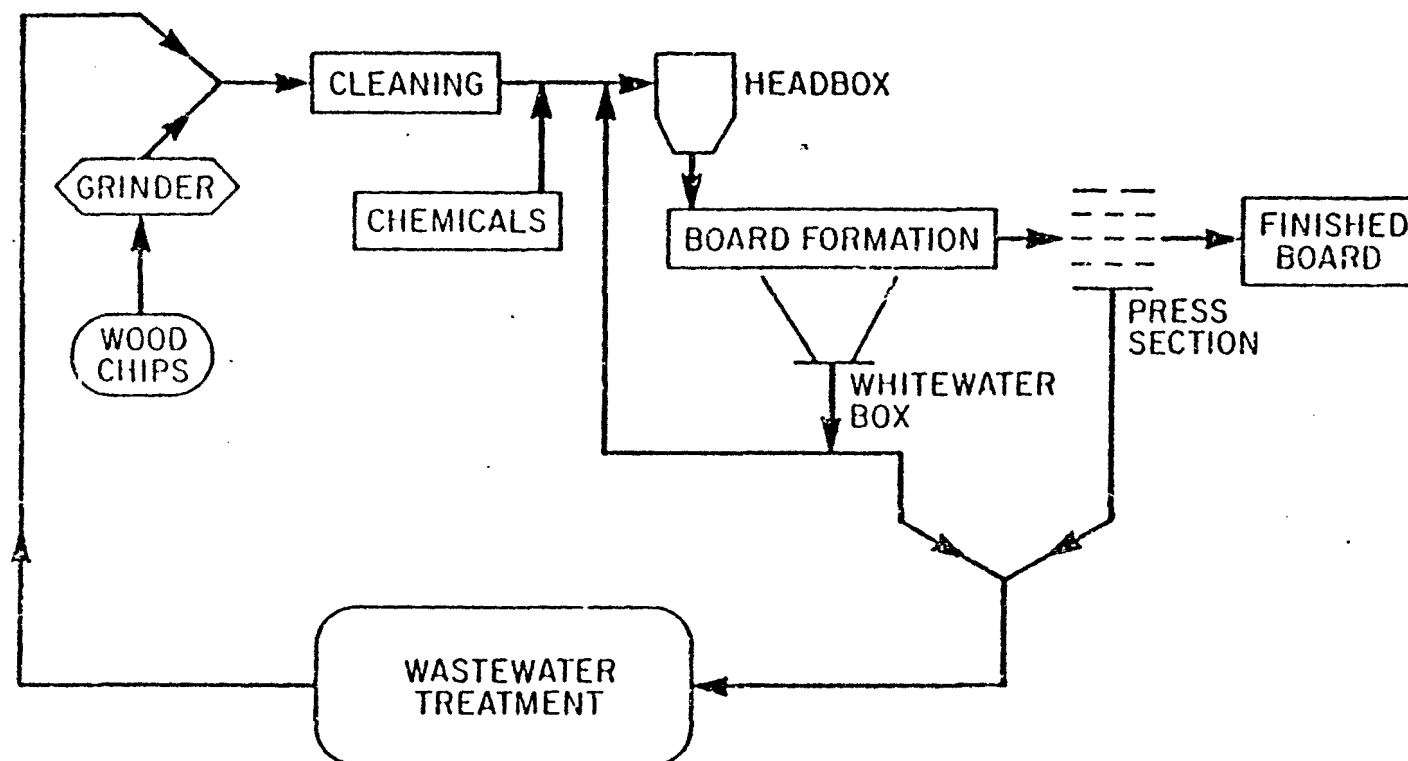 CLEANING
HEADBOX
GRINDER
CHEMICALS
BOARD FORMATION
FINISHED
BOARD
WOOD
CHIPS
PRESS
SECTION
WHITEWATER
BOX
WASTEWATER
TREATMENT